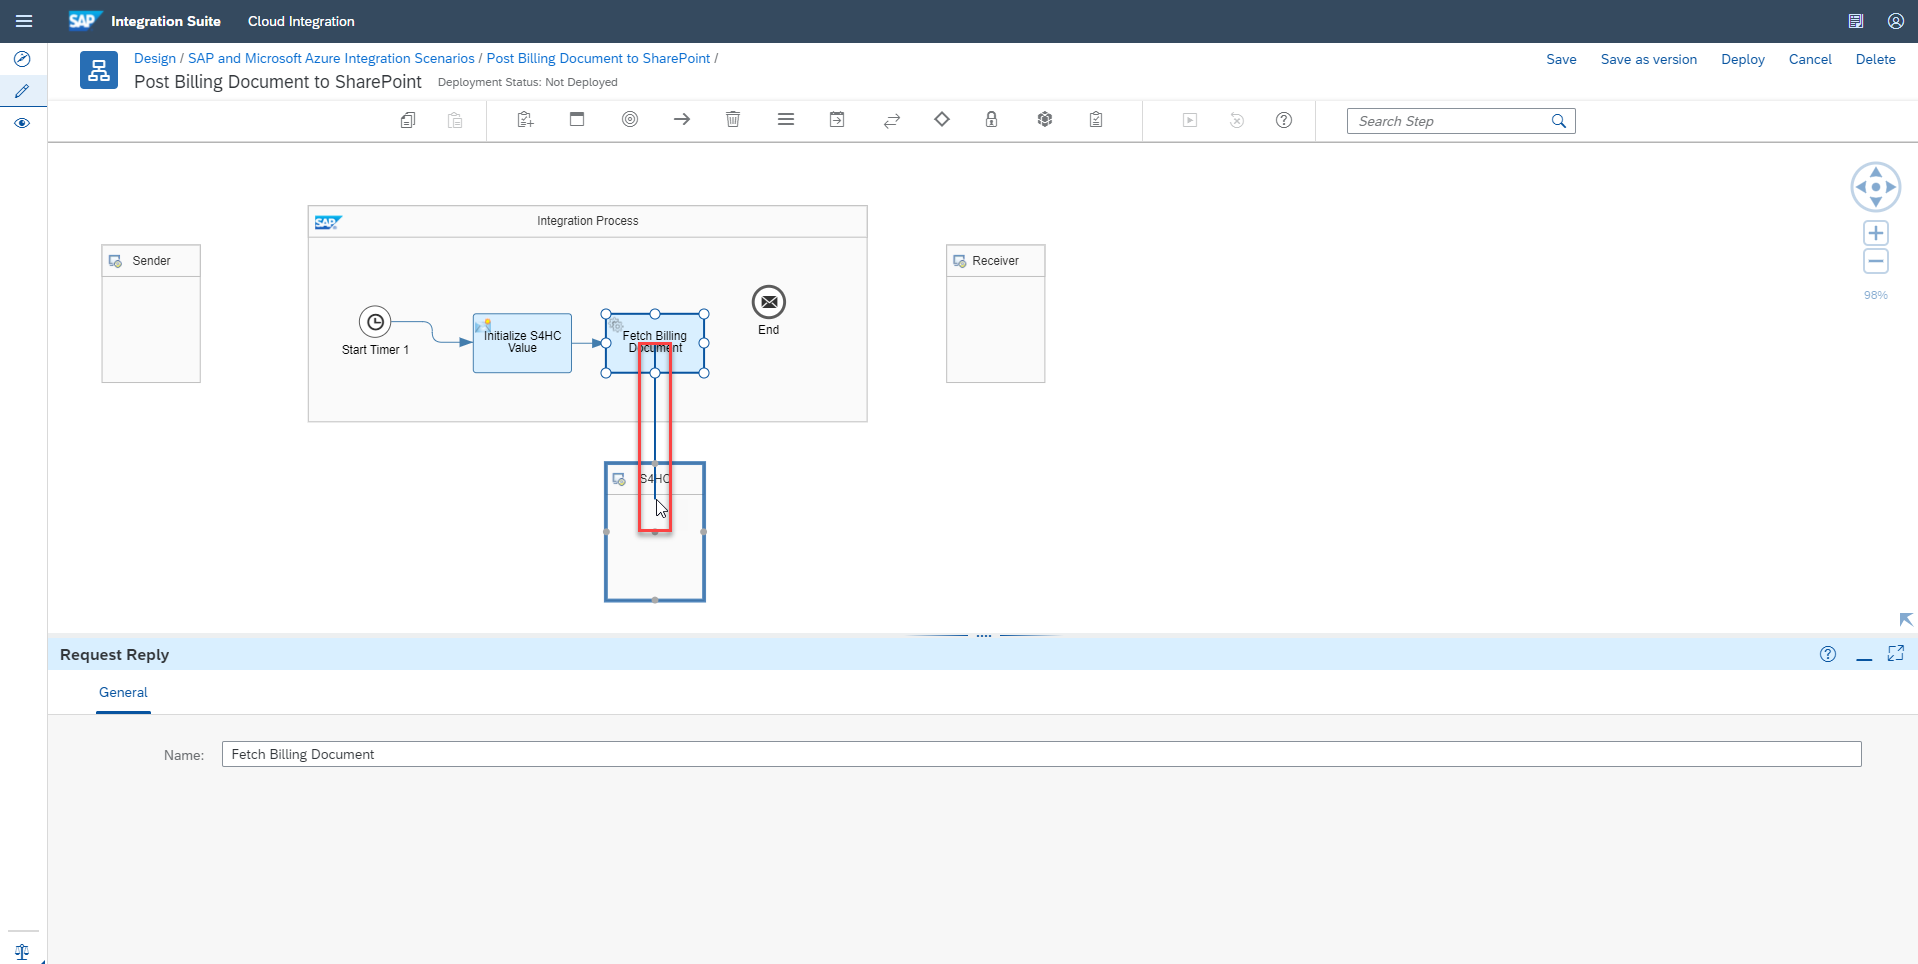 SAP Integration Suite Cloud Integration
Design / SAP and Microsoft Azure Integration Scenarios / Post Billing Document to SharePoint /
Save Save as version Deploy Cancel Delete
Post Billing Document to SharePoint Deployment Status: Not Deployed
Search Step
SAP Integration Process
Sender
Receiver
98%
Start Timer 1
Initialize S4HC
Value
Fetch Billing
Document
End
S4HC
Request Reply
General
Name: Fetch Billing Document